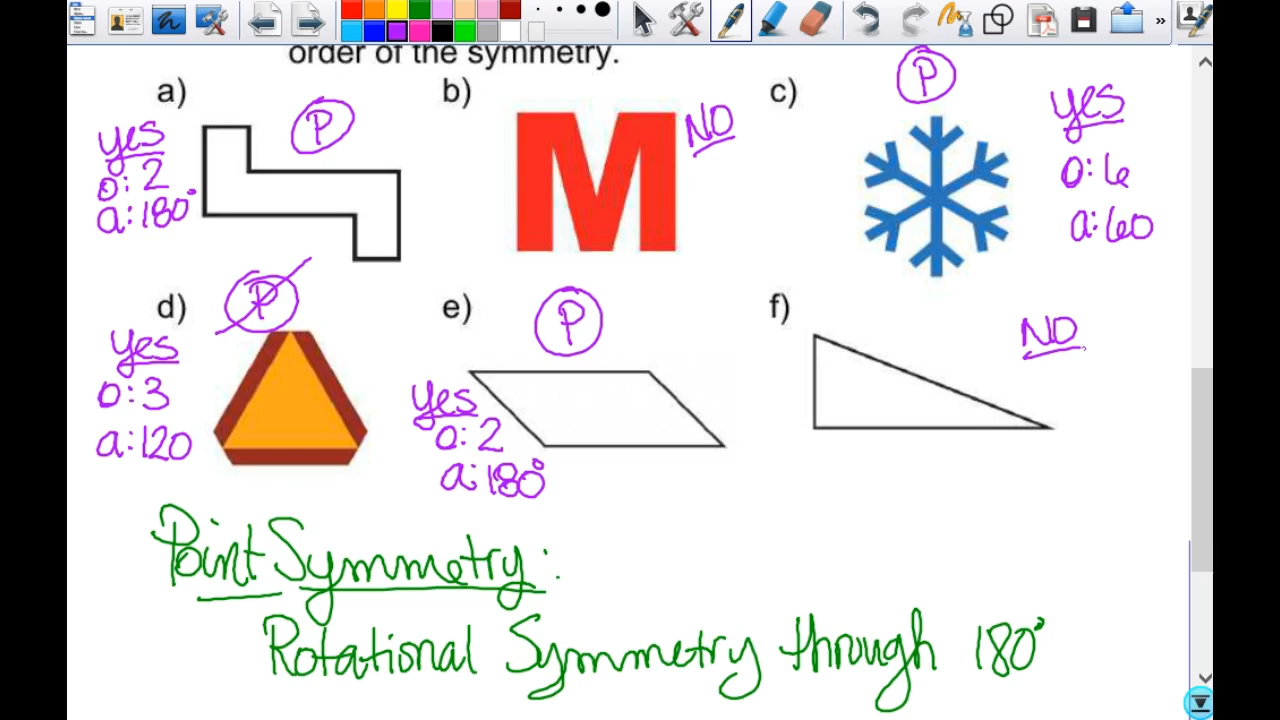 order of the symmetry.
a)
P
yes
o: 2
a: 180°
b)
M
NO
c)
P
yes
o: 6
a: 60
d)
P
yes
o: 3
a: 120
e)
P
yes
o: 2
a: 180°
f)
NO
Point Symmetry:
Rotational Symmetry through 180°